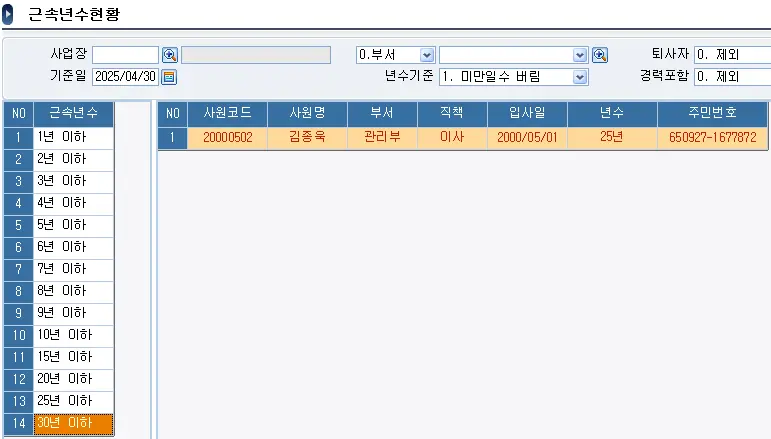 근속년수현황
사업장 0.부서 퇴사자 0. 제외
기준일 2025/04/30 년수기준 1. 미만일수 버림 경력포함 0. 제외
NO 근속년수 NO 사원코드 사원명 부서 직책 입사일 년수 주민번호
1 1년 이하 1 20000502 김종욱 관리부 이사 2000/05/01 25년 650927-1677872
2 2년 이하
3 3년 이하
4 4년 이하
5 5년 이하
6 6년 이하
7 7년 이하
8 8년 이하
9 9년 이하
10 10년 이하
11 15년 이하
12 20년 이하
13 25년 이하
14 30년 이하